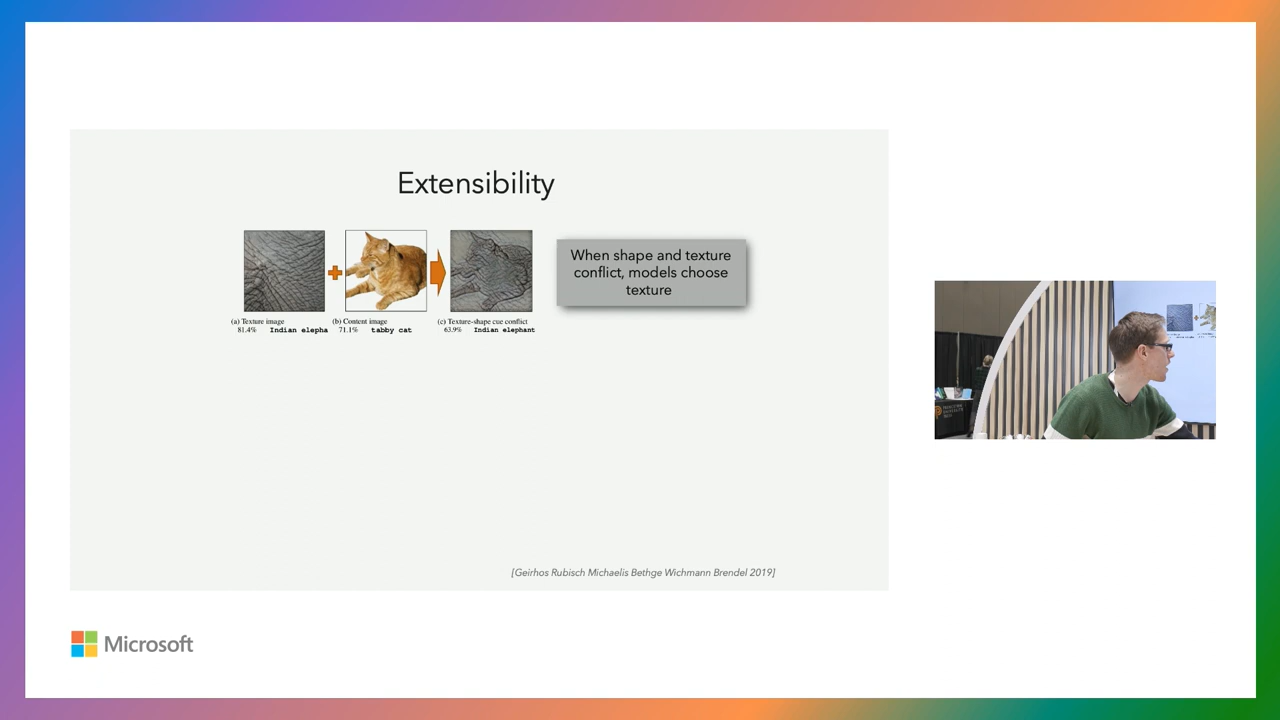 Extensibility
When shape and texture
conflict, models choose
texture
(a) Texture image
81.4% Indian elepha
(b) Content image
71.1% tabby cat
(c) Texture-shape cue conflict
63.9% Indian elephant
[Geirhos Rubisch Michaelis Bethge Wichmann Brendel 2019]
Microsoft